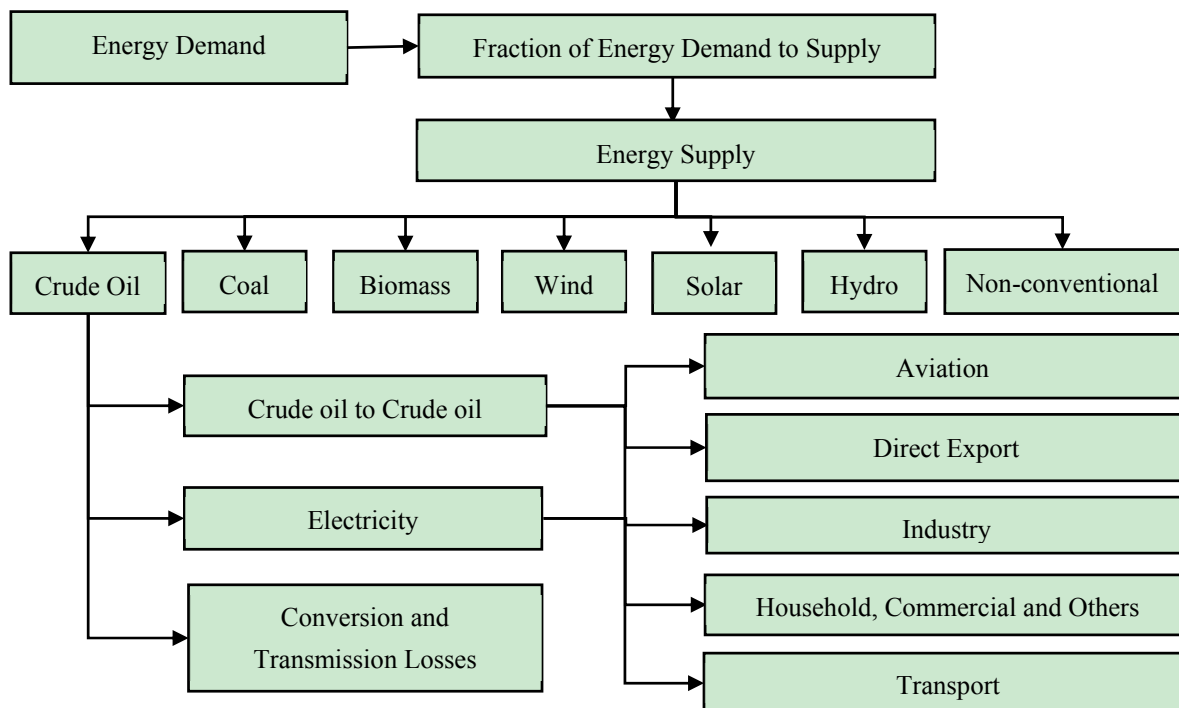 Energy Demand
Fraction of Energy Demand to Supply
Energy Supply
Crude Oil
Coal
Biomass
Wind
Solar
Hydro
Non-conventional
Aviation
Crude oil to Crude oil
Direct Export
Electricity
Industry
Conversion and
Transmission Losses
Household, Commercial and Others
Transport